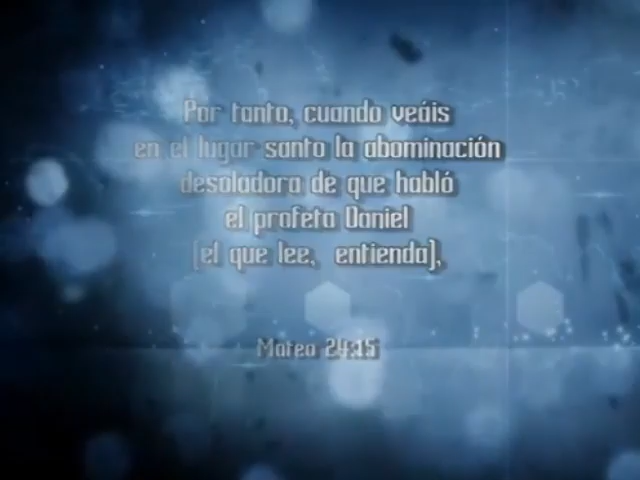 Por tanto, cuando veáis
en el lugar santo la abominación
desoladora de que habló
el profeta Daniel
(el que lee, entienda),
Mateo 24:15